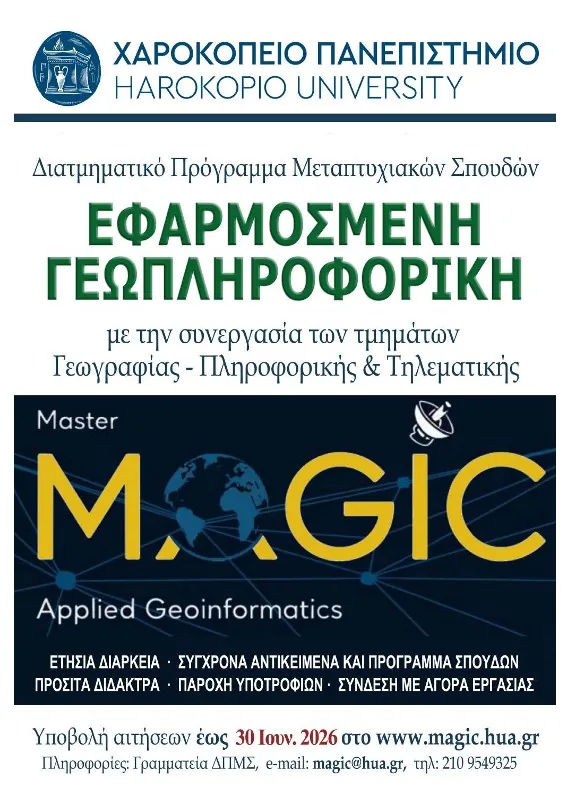 ΧΑΡΟΚΟΠΕΙΟ ΠΑΝΕΠΙΣΤΗΜΙΟ
HAROKOPIO UNIVERSITY
Διατμηματικό Πρόγραμμα Μεταπτυχιακών Σπουδών
ΕΦΑΡΜΟΣΜΕΝΗ
ΓΕΩΠΛΗΡΟΦΟΡΙΚΗ
με την συνεργασία των τμημάτων
Γεωγραφίας - Πληροφορικής & Τηλεματικής
Master
MAGIC
Applied Geoinformatics
ΕΤΗΣΙΑ ΔΙΑΡΚΕΙΑ · ΣΥΓΧΡΟΝΑ ΑΝΤΙΚΕΙΜΕΝΑ ΚΑΙ ΠΡΟΓΡΑΜΜΑ ΣΠΟΥΔΩΝ
ΠΡΟΣΙΤΑ ΔΙΔΑΚΤΡΑ · ΠΑΡΟΧΗ ΥΠΟΤΡΟΦΙΩΝ · ΣΥΝΔΕΣΗ ΜΕ ΑΓΟΡΑ ΕΡΓΑΣΙΑΣ
Υποβολή αιτήσεων έως 30 Ιουν. 2026 στο www.magic.hua.gr
Πληροφορίες: Γραμματεία ΔΠΜΣ, e-mail: magic@hua.gr, τηλ: 210 9549325